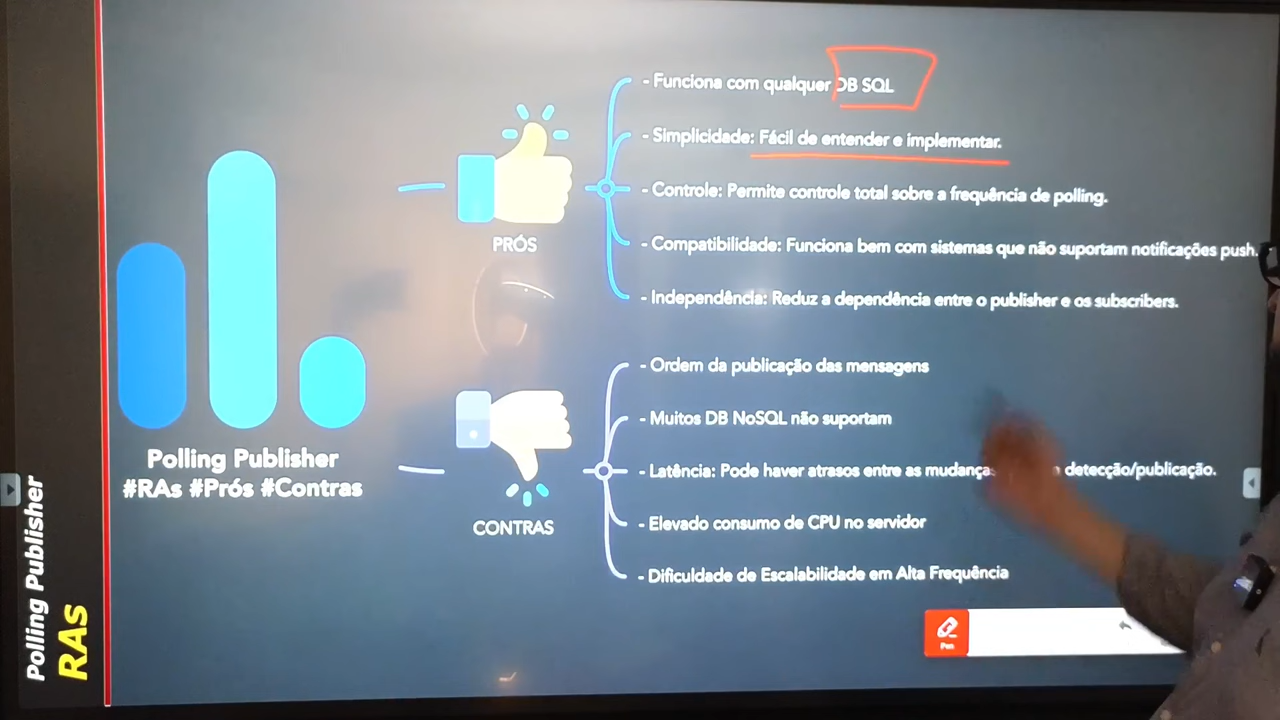 Polling Publisher
RAs
Polling Publisher
#RAs #Prós #Contras
PRÓS
- Funciona com qualquer DB SQL
- Simplicidade: Fácil de entender e implementar.
- Controle: Permite controle total sobre a frequência de polling.
- Compatibilidade: Funciona bem com sistemas que não suportam notificações push.
- Independência: Reduz a dependência entre o publisher e os subscribers.
CONTRAS
- Ordem da publicação das mensagens
- Muitos DB NoSQL não suportam
- Latência: Pode haver atrasos entre as mudanças detecção/publicação.
- Elevado consumo de CPU no servidor
- Dificuldade de Escalabilidade em Alta Frequência
Pen